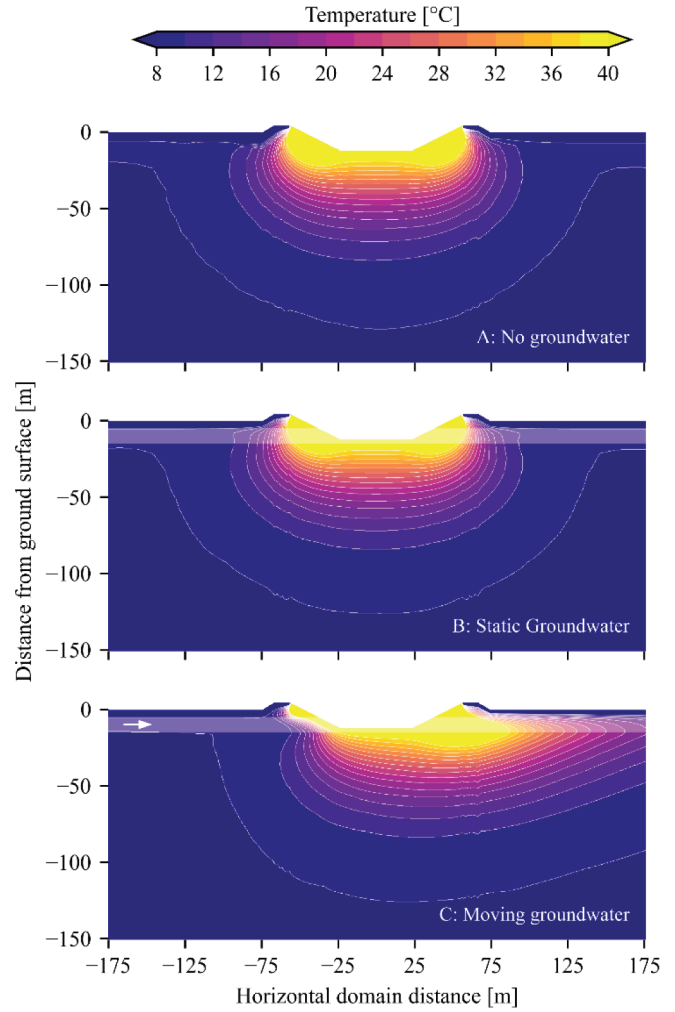 Temperature [°C]
8 12 16 20 24 28 32 36 40
0
−50
−100
−150
A: No groundwater
0
−50
−100
−150
B: Static Groundwater
Distance from ground surface [m]
0
−50
−100
−150
C: Moving groundwater
−175 −125 −75 −25 25 75 125 175
Horizontal domain distance [m]